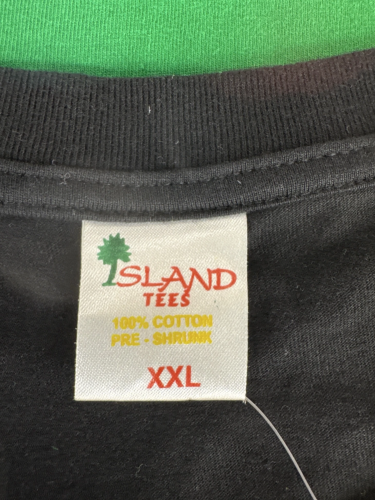 ISLAND
TEES
100% COTTON
PRE - SHRUNK
XXL